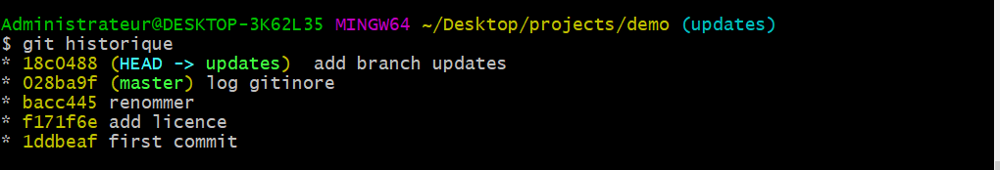 Administrateur@DESKTOP-3K62L35 MINGW64 ~/Desktop/projects/demo (updates)
$ git historique
* 18c0488 (HEAD -> updates)  add branch updates
* 028ba9f (master) log gitinore
* bacc445 renommer
* f171f6e add licence
* 1ddbeaf first commit